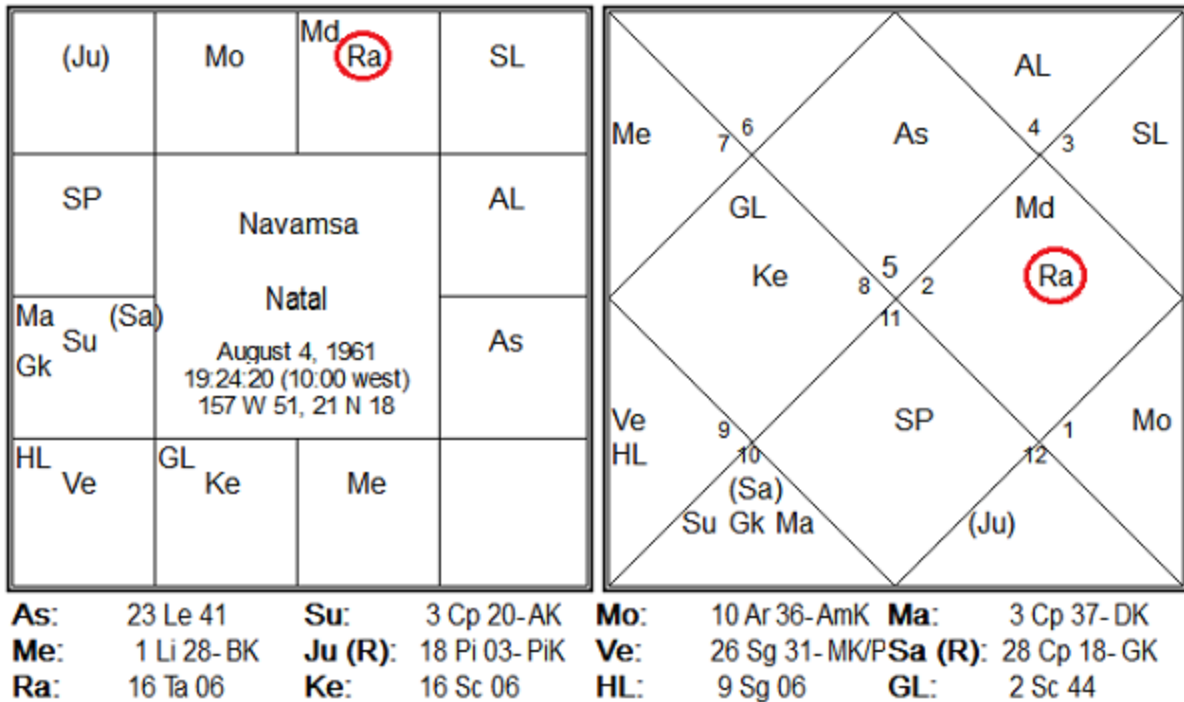 (Ju) Mo Md Ra SL
SP AL
Navamsa
Natal
August 4, 1961
19:24:20 (10:00 west)
157 W 51, 21 N 18
Ma (Sa)
Su
Gk
As
HL GL
Ve Ke Me
AL
Me 7 6 As 4 3 SL
GL Md
Ke 8 5 2 Ra
11
Ve 9 SP 1 Mo
HL 10 12
(Sa)
Su Gk Ma (Ju)
As: 23 Le 41 Su: 3 Cp 20-AK Mo: 10 Ar 36-AmK Ma: 3 Cp 37-DK
Me: 1 Li 28-BK Ju (R): 18 Pi 03-PiK Ve: 26 Sg 31-MK/P Sa (R): 28 Cp 18-GK
Ra: 16 Ta 06 Ke: 16 Sc 06 HL: 9 Sg 06 GL: 2 Sc 44